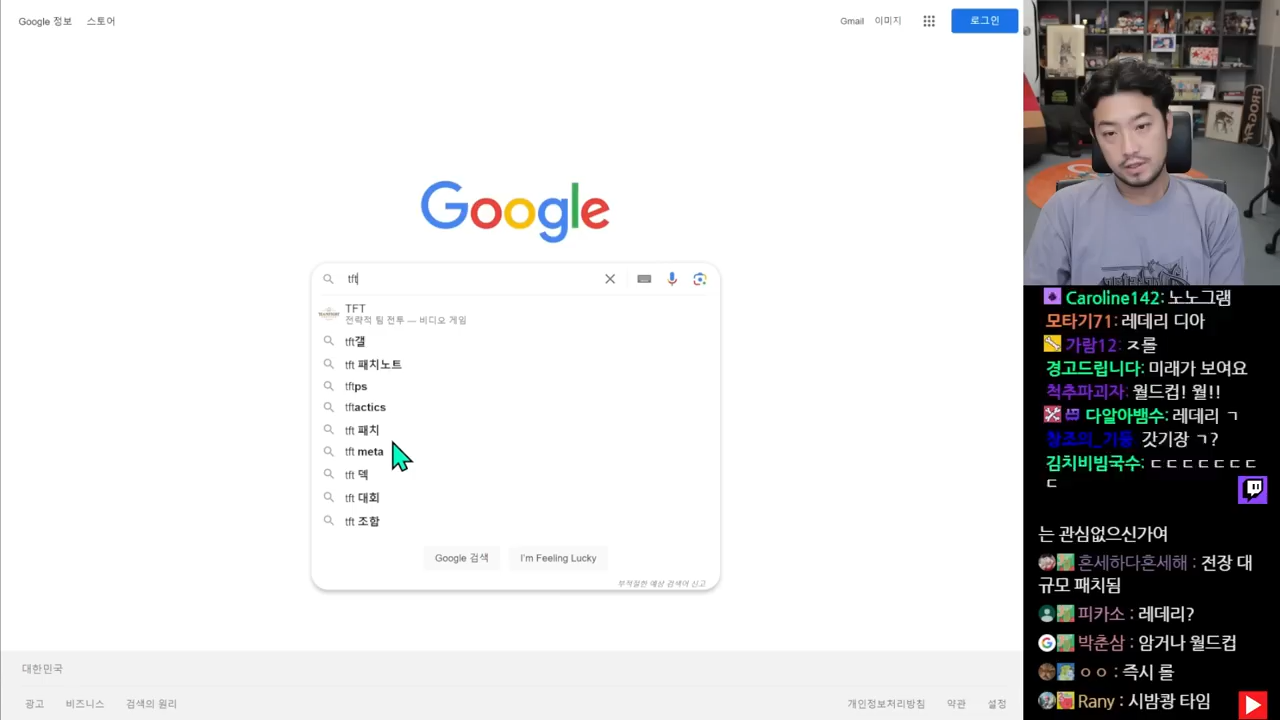 Google 정보 스토어
Gmail 이미지 로그인
Google
tft
TFT
전략적 팀 전투 — 비디오 게임
tft갤
tft 패치노트
tftps
tftactics
tft 패치
tft meta
tft 덱
tft 대회
tft 조합
Google 검색 I'm Feeling Lucky
부적절한 예상 검색어 신고
대한민국
광고 비즈니스 검색의 원리
개인정보처리방침 약관 설정
Caroline142: 노노그램
모타기71: 레데리 디아
가람12: ㅈ롤
경고드립니다: 미래가 보여요
척추파괴자: 월드컵! 월!!
다알아뱀수: 레데리 ㄱ
창조의_기둥 갓기장 ㄱ?
김치비빔국수: ㄷㄷㄷㄷㄷㄷㄷ
ㄷ
는 관심없으신가여
혼세하다혼세해 : 전장 대
규모 패치됨
피카소 : 레데리?
박춘삼 : 암거나 월드컵
ㅇㅇ : 즉시 롤
Rany : 시밤쾅 타임